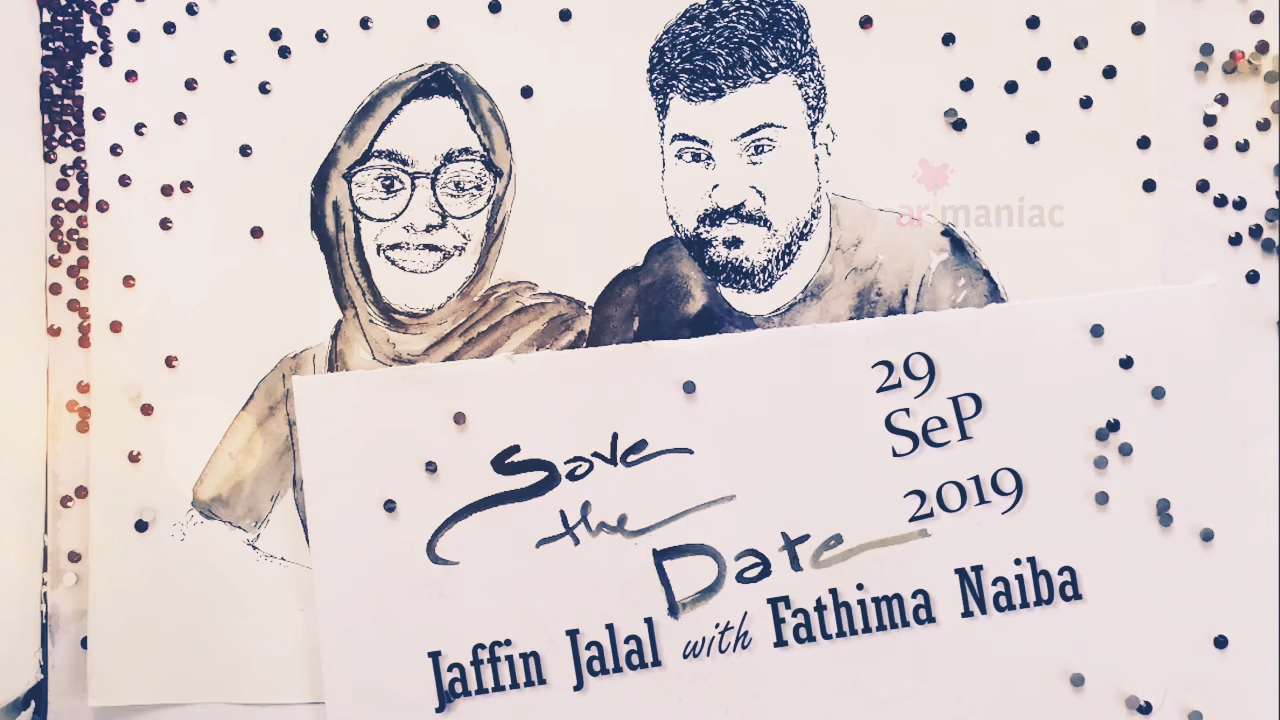 artmaniac
29
SeP
2019
Save
the
Date
Jaffin Jalal with Fathima Naiba